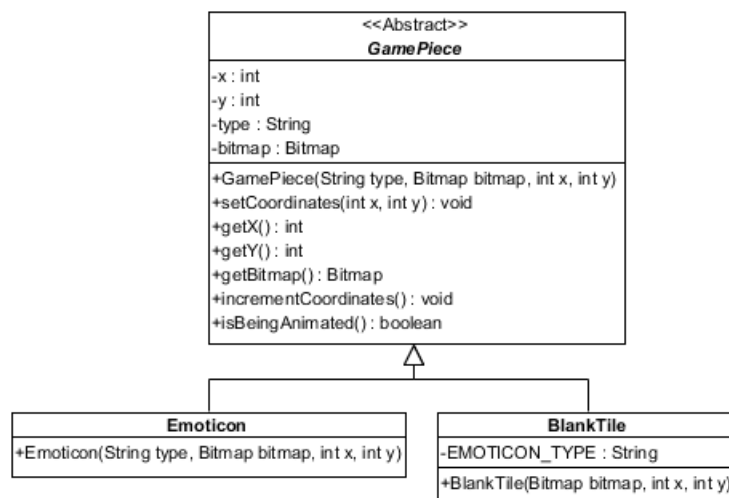 <<Abstract>>
GamePiece
-x : int
-y : int
-type : String
-bitmap : Bitmap
+GamePiece(String type, Bitmap bitmap, int x, int y)
+setCoordinates(int x, int y) : void
+getX() : int
+getY() : int
+getBitmap() : Bitmap
+incrementCoordinates() : void
+isBeingAnimated() : boolean
Emoticon
+Emoticon(String type, Bitmap bitmap, int x, int y)
BlankTile
-EMOTICON_TYPE : String
+BlankTile(Bitmap bitmap, int x, int y)